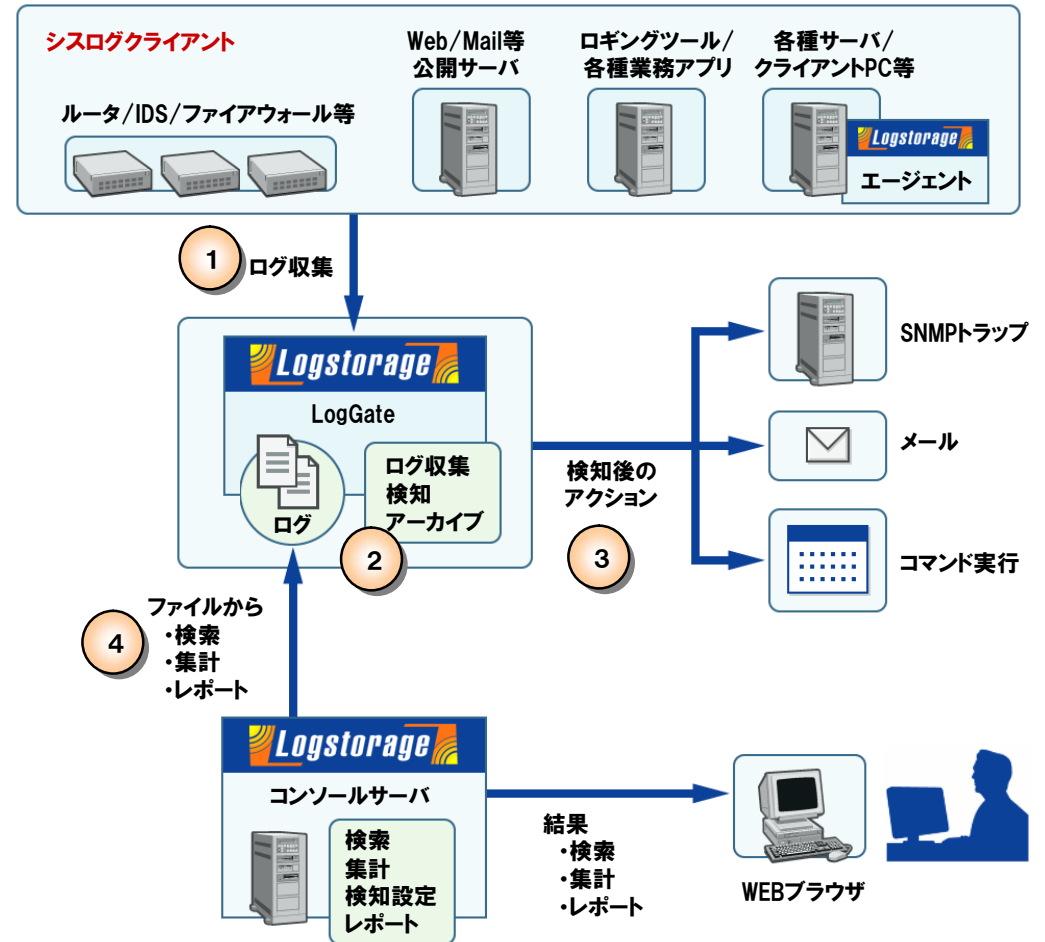 シスログクライアント
ルータ/IDS/ファイアウォール等
Web/Mail等
公開サーバ
ロギングツール/
各種業務アプリ
各種サーバ/
クライアントPC等
Logstorage
エージェント
1
ログ収集
Logstorage
LogGate
ログ
ログ収集
検知
アーカイブ
2
検知後の
アクション
3
SNMPトラップ
メール
コマンド実行
4
ファイルから
・検索
・集計
・レポート
Logstorage
コンソールサーバ
検索
集計
検知設定
レポート
結果
・検索
・集計
・レポート
WEBブラウザ